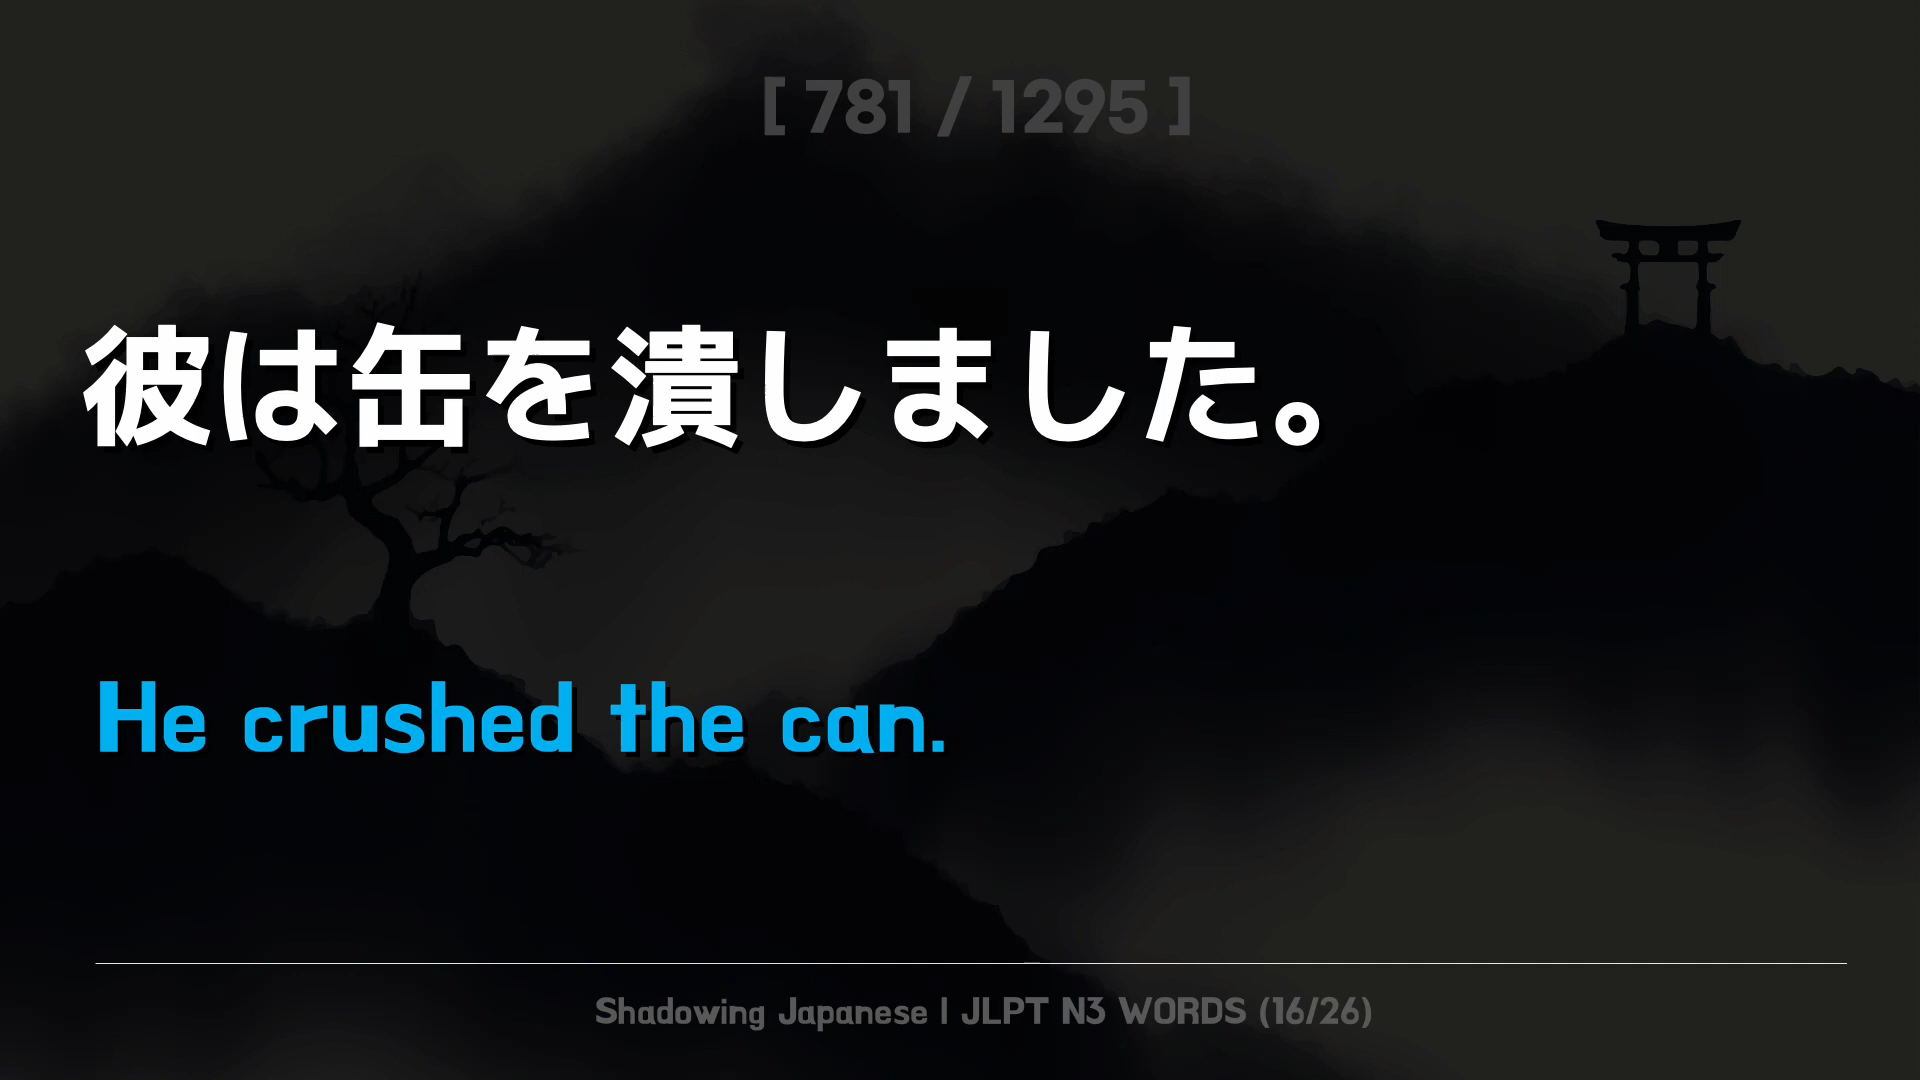 [ 781 / 1295 ]
彼は缶を潰しました。
He crushed the can.
Shadowing Japanese | JLPT N3 WORDS (16/26)